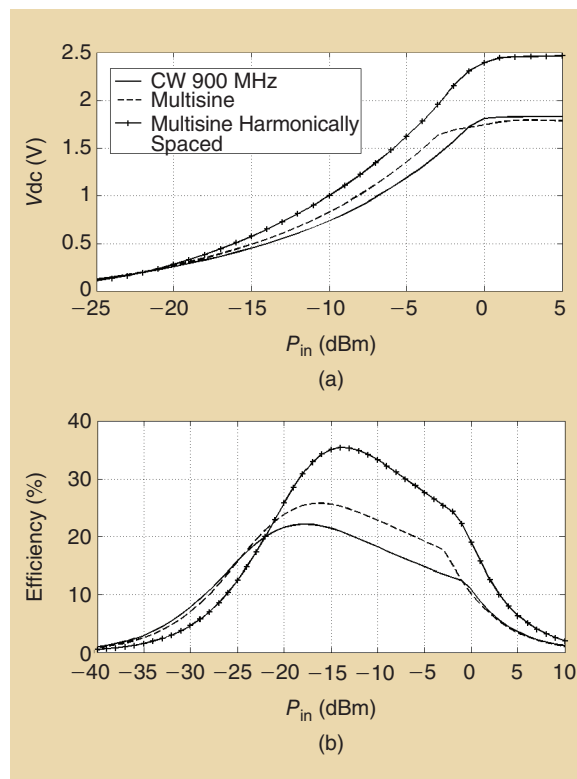 2.5
2
1.5
1
0.5
0
Vdc (V)
CW 900 MHz
Multisine
Multisine Harmonically
Spaced
−25 −20 −15 −10 −5 0 5
Pin (dBm)
(a)
40
30
20
10
0
Efficiency (%)
−40 −35 −30 −25 −20 −15 −10 −5 0 5 10
Pin (dBm)
(b)